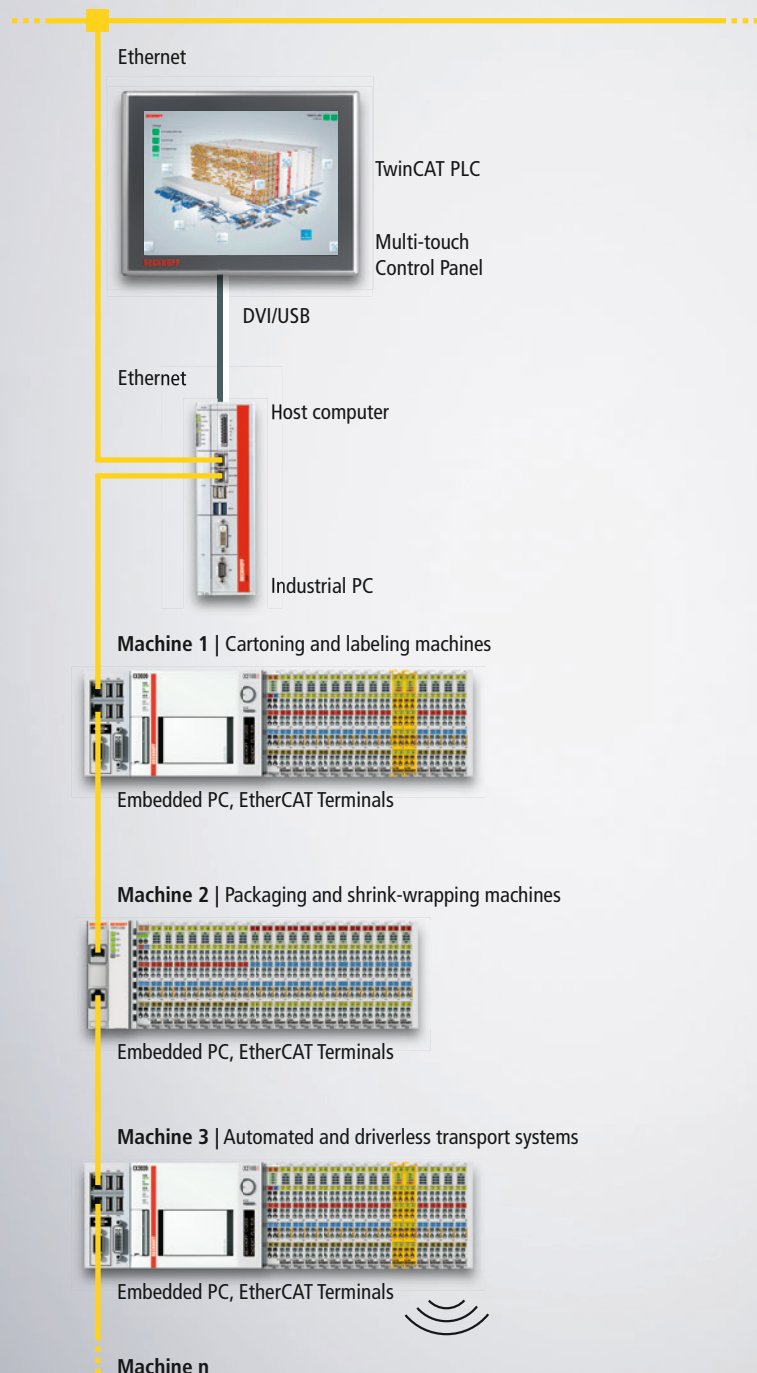 Ethernet
BECKHOFF
TwinCAT PLC
Multi-touch
Control Panel
DVI/USB
Ethernet
Host computer
BECKHOFF
Industrial PC
Machine 1 | Cartoning and labeling machines
Embedded PC, EtherCAT Terminals
Machine 2 | Packaging and shrink-wrapping machines
Embedded PC, EtherCAT Terminals
Machine 3 | Automated and driverless transport systems
Embedded PC, EtherCAT Terminals
Machine n